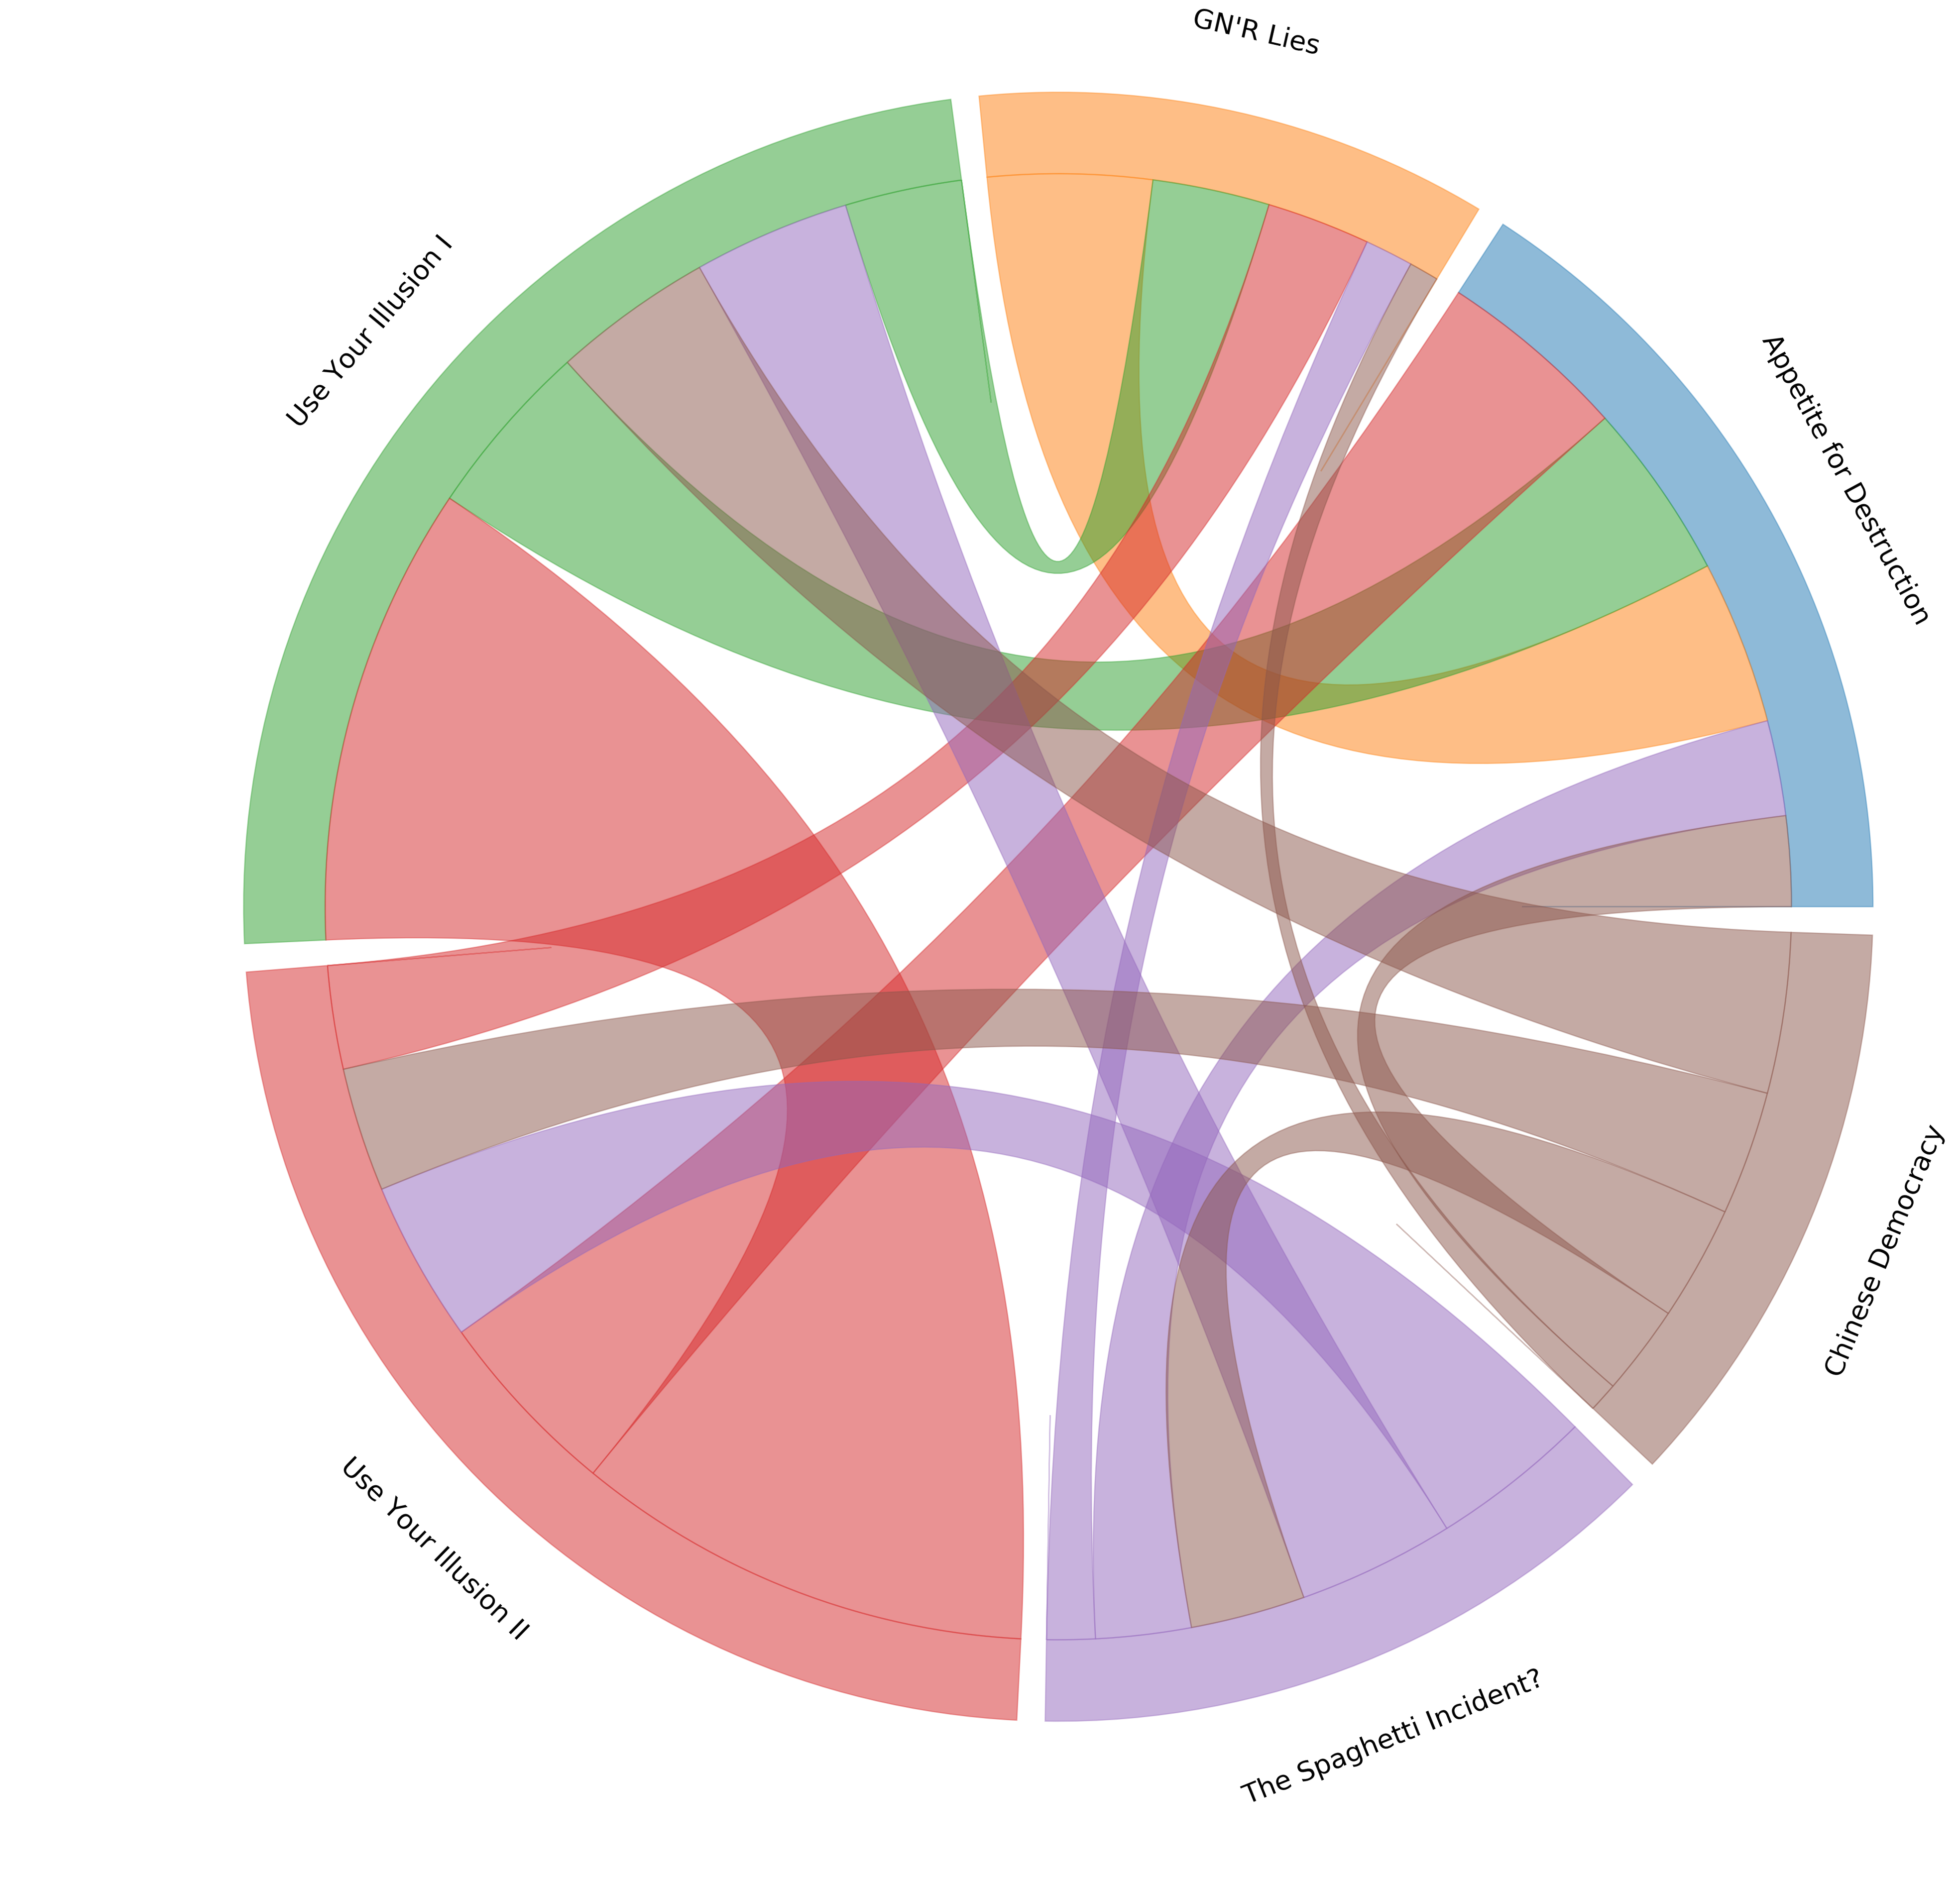 GN'R Lies
Use Your Illusion I
Appetite for Destruction
Chinese Democracy
Use Your Illusion II
The Spaghetti Incident?